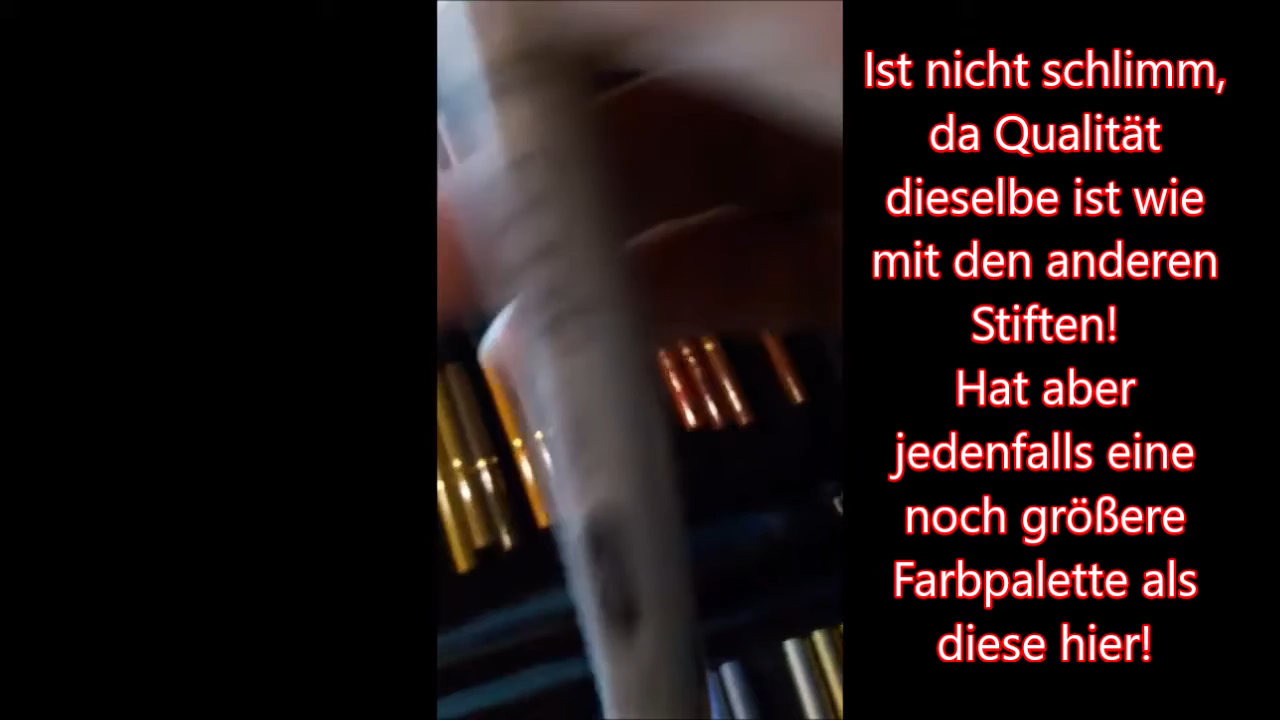 Ist nicht schlimm,
da Qualität
dieselbe ist wie
mit den anderen
Stiften!
Hat aber
jedenfalls eine
noch größere
Farbpalette als
diese hier!